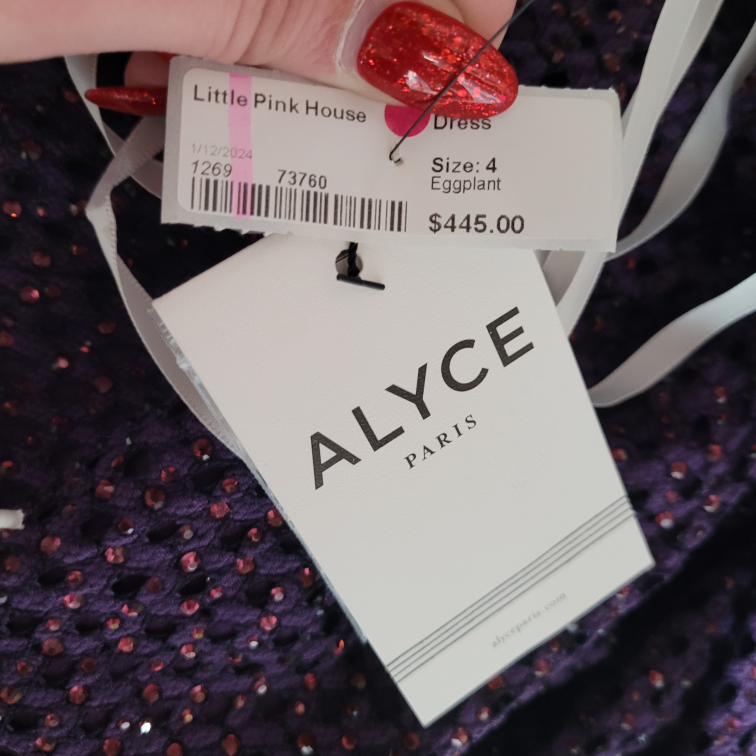 Little Pink House
Dress
1/12/2024
1269 73760
Size: 4
Eggplant
$445.00
ALYCE
PARIS
alyceparis.com